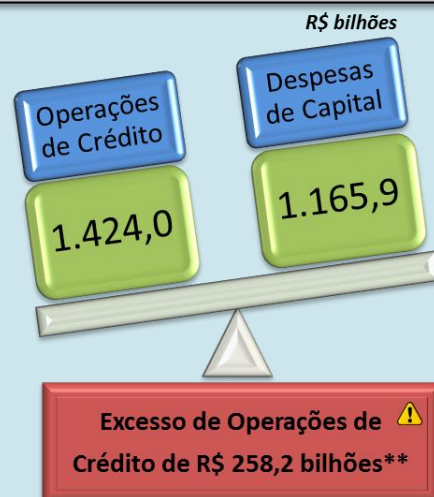 R$ bilhões
Operações
de Crédito
1.424,0
Despesas
de Capital
1.165,9
Excesso de Operações de
Crédito de R$ 258,2 bilhões**